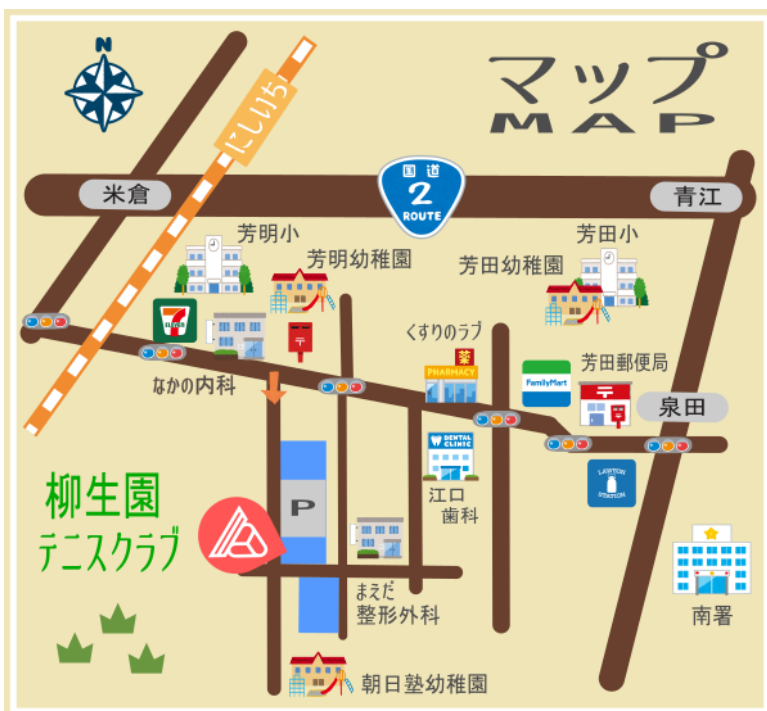 N
マップ
MAP
にしいち
国道
2
ROUTE
米倉
青江
芳明小
芳田小
芳明幼稚園
芳田幼稚園
7
ELEVEN
くすりのラブ
薬
PHARMACY
FamilyMart
芳田郵便局
なかの内科
泉田
DENTAL
CLINIC
LAWSON
STATION
柳生園
テニスクラブ
P
江口
歯科
まえだ
整形外科
南署
朝日塾幼稚園